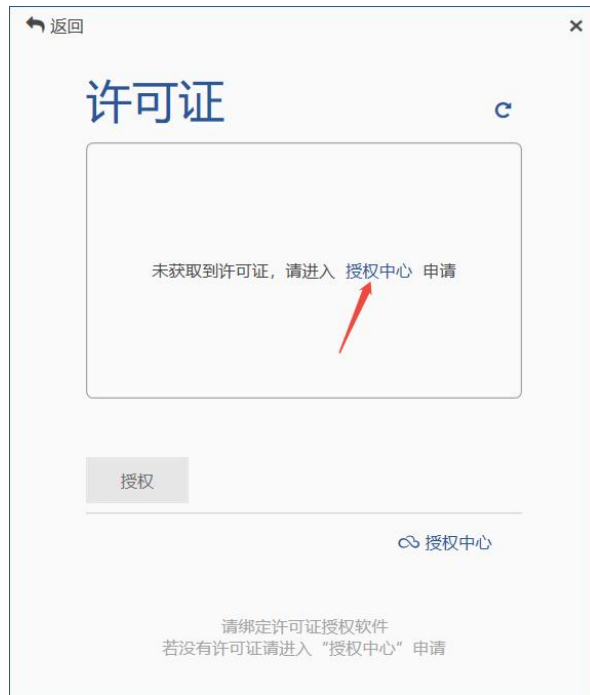 返回
许可证
未获取到许可证，请进入 授权中心 申请
授权
授权中心
请绑定许可证授权软件
若没有许可证请进入“授权中心”申请